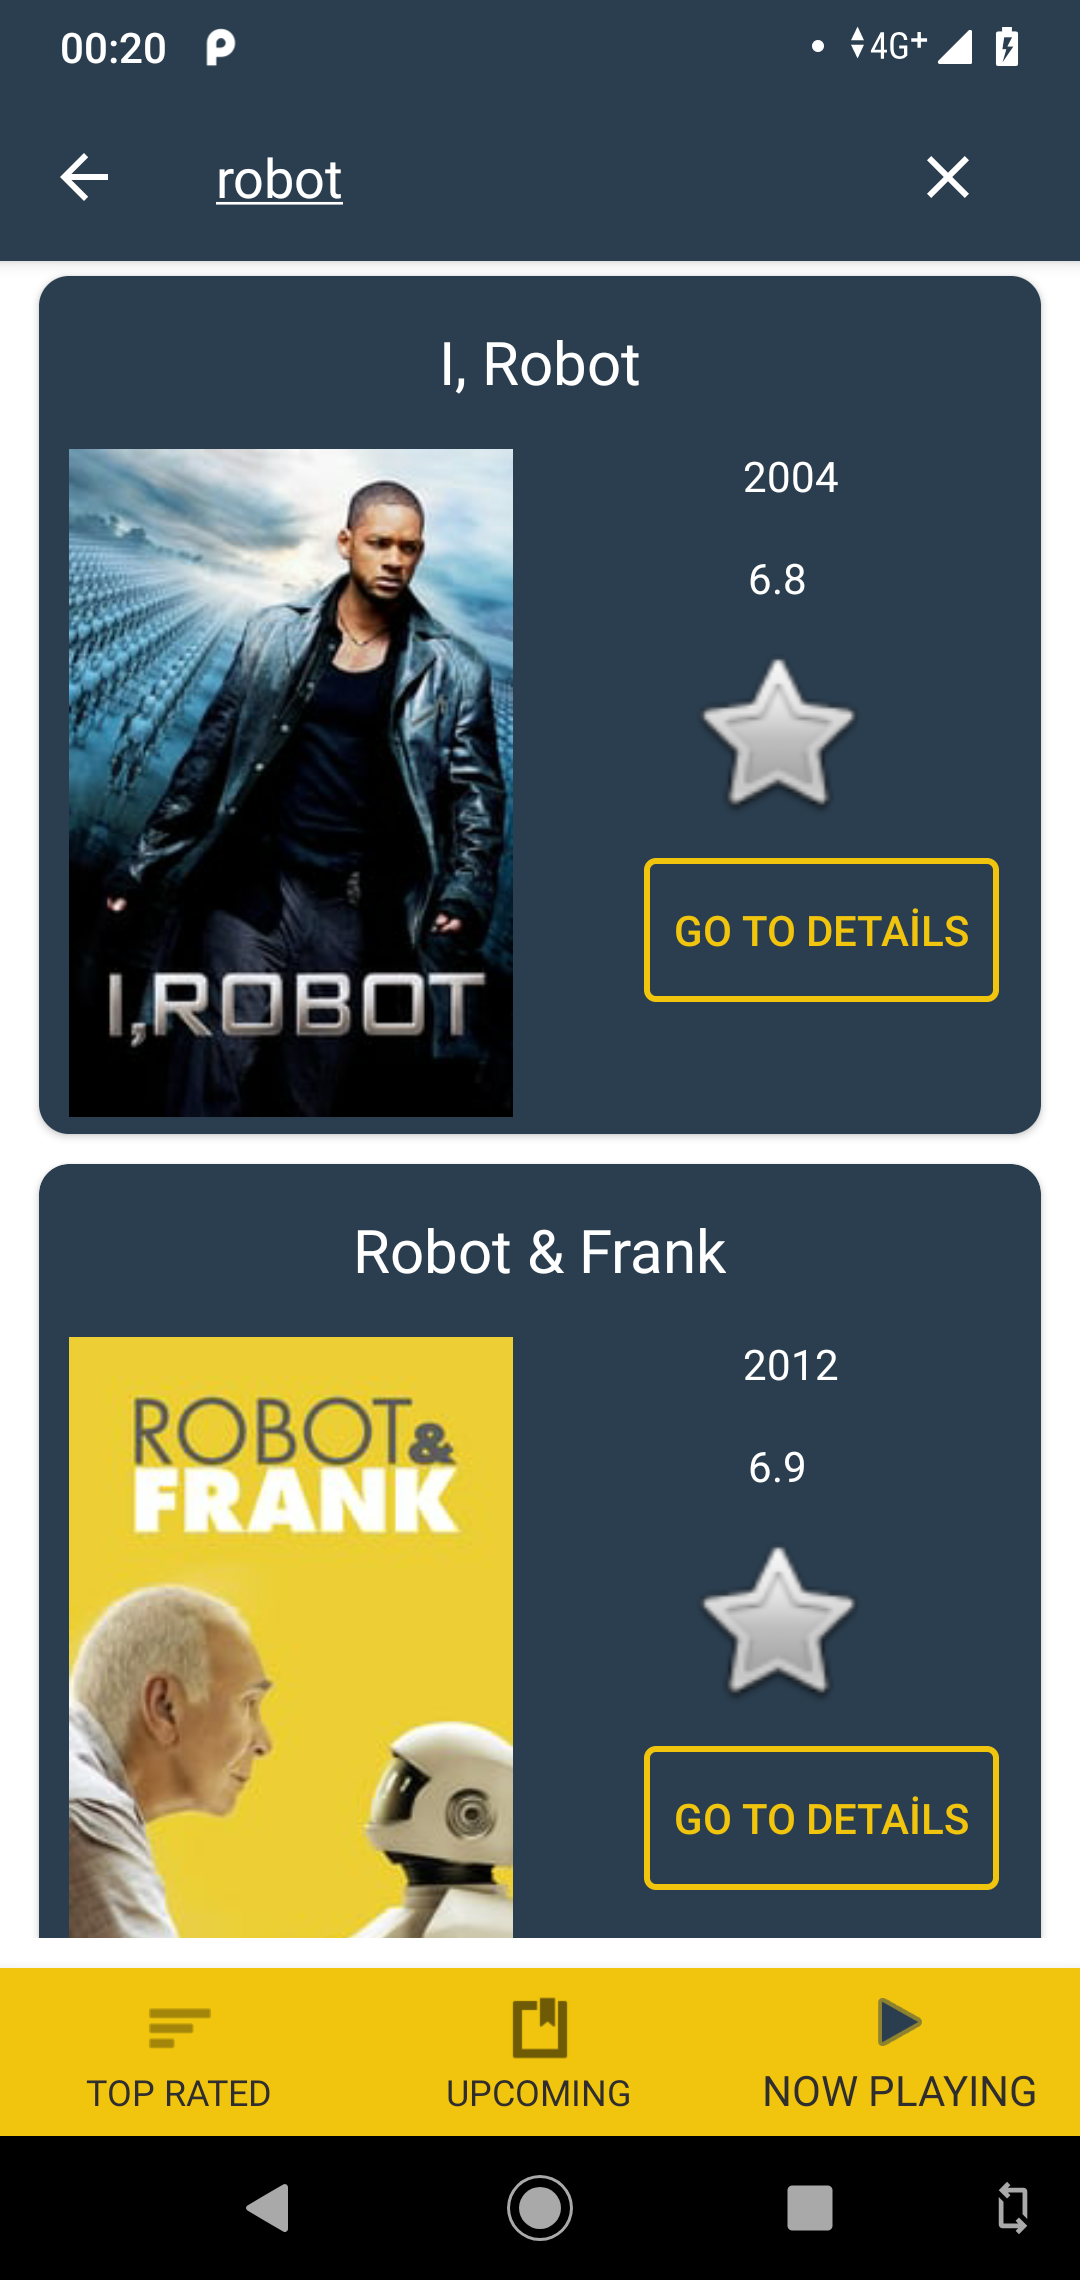 00:20
4G+
robot
I, Robot
2004
6.8
I,ROBOT
GO TO DETAİLS
Robot & Frank
2012
6.9
ROBOT&
FRANK
GO TO DETAİLS
TOP RATED
UPCOMING
NOW PLAYING